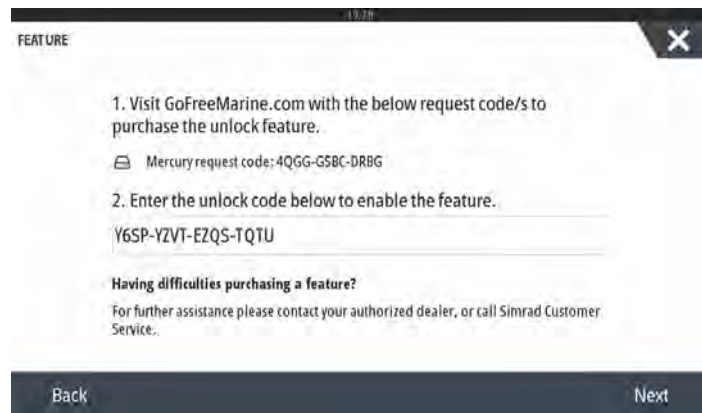 FEATURE
1. Visit GoFreeMarine.com with the below request code/s to
purchase the unlock feature.
Mercury request code: 4QGG-GSBC-DRBG
2. Enter the unlock code below to enable the feature.
Y6SP-YZVT-EZQS-TQTU
Having difficulties purchasing a feature?
For further assistance please contact your authorized dealer, or call Simrad Customer
Service.
Back
Next